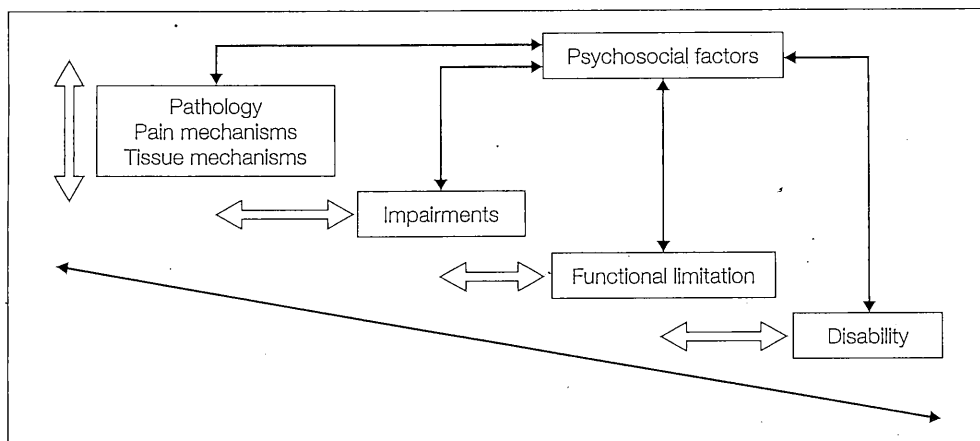 Psychosocial factors
Pathology
Pain mechanisms
Tissue mechanisms
Impairments
Functional limitation
Disability